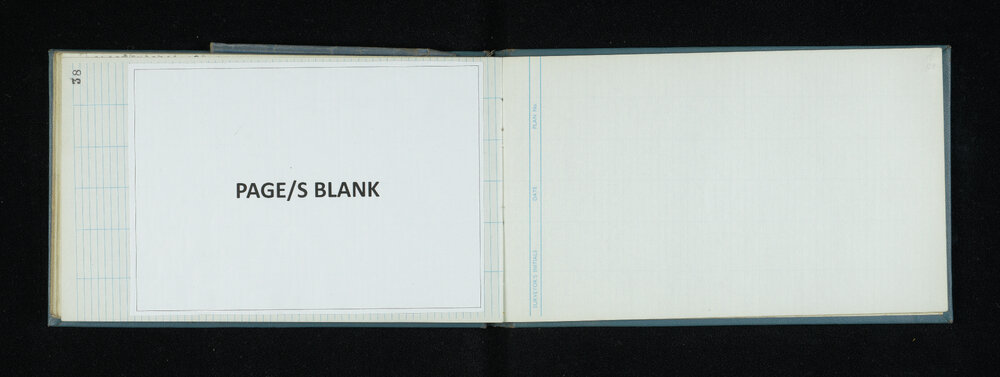 38
PAGE/S BLANK
SURVEYOR'S INITIALS DATE PLAN No.